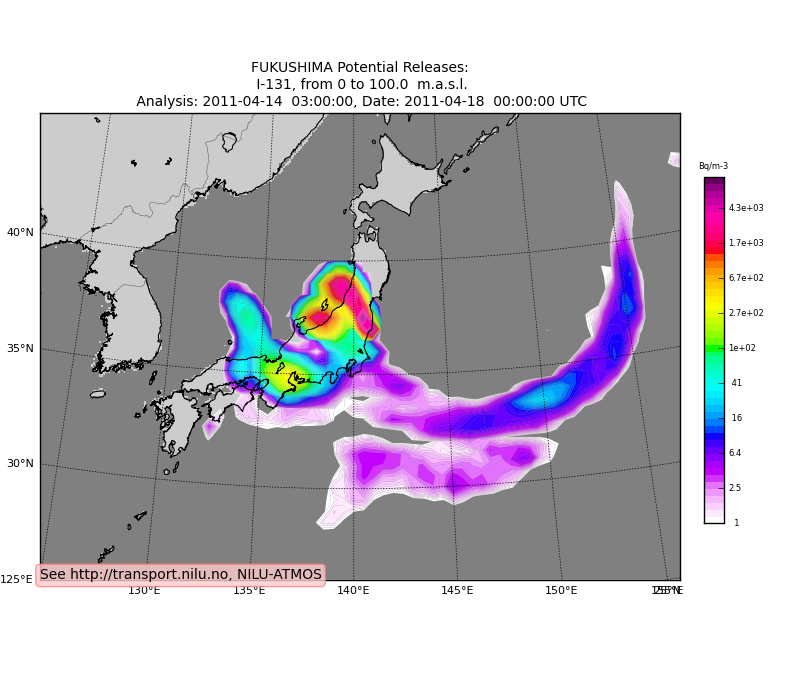 FUKUSHIMA Potential Releases:
I-131, from 0 to 100.0 m.a.s.l.
Analysis: 2011-04-14 03:00:00, Date: 2011-04-18 00:00:00 UTC
Bq/m-3
4.3e+03
1.7e+03
6.7e+02
2.7e+02
1e+02
41
16
6.4
2.5
1
40°N
35°N
30°N
125°E
See http://transport.nilu.no, NILU-ATMOS
130°E
135°E
140°E
145°E
150°E